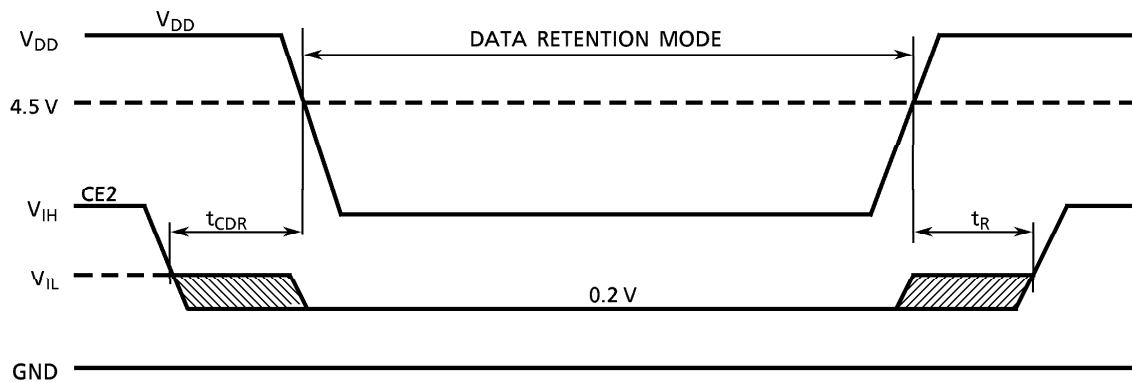 V_DD
V_DD
DATA RETENTION MODE
4.5 V
CE2
V_IH
t_CDR
t_R
V_IL
0.2 V
GND